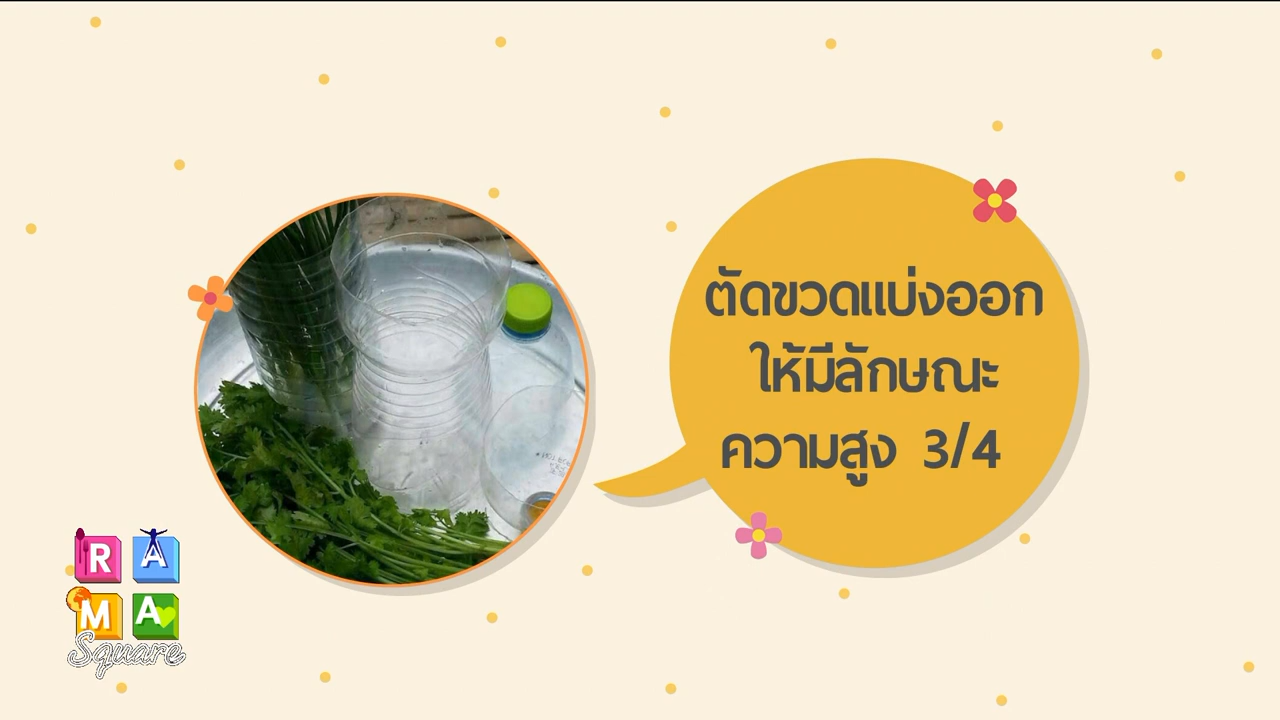 ตัดขวดแบ่งออก
ให้มีลักษณะ
ความสูง 3/4
RA
MA
Square